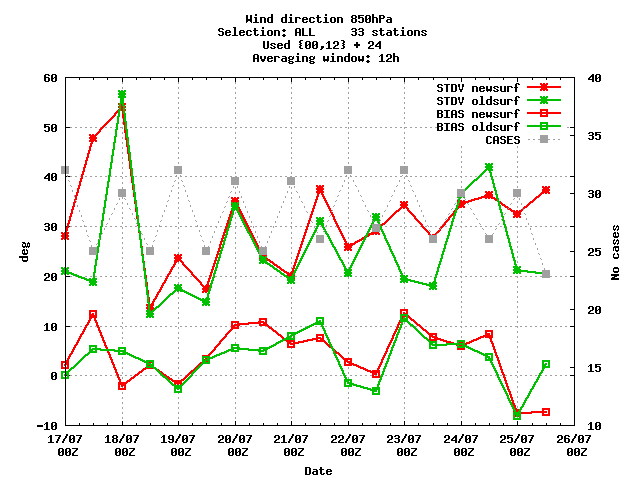 Wind direction 850hPa
Selection: ALL     33 stations
Used {00,12} + 24
Averaging window: 12h
60
50
40
30
20
10
0
-10
deg
40
35
30
25
20
15
10
No cases
STDV newsurf
STDV oldsurf
BIAS newsurf
BIAS oldsurf
CASES
17/07 18/07 19/07 20/07 21/07 22/07 23/07 24/07 25/07 26/07
00Z 00Z 00Z 00Z 00Z 00Z 00Z 00Z 00Z 00Z
Date